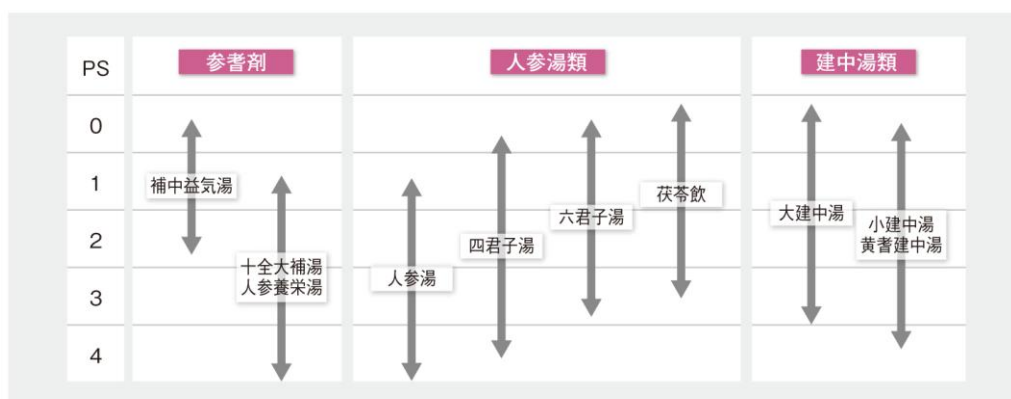 PS
参耆剤
人参湯類
建中湯類
0
1
2
3
4
補中益気湯
十全大補湯
人参養栄湯
人参湯
四君子湯
六君子湯
茯苓飲
大建中湯
小建中湯
黄耆建中湯